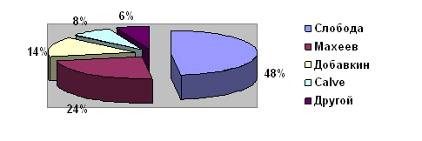 6%
8%
14%
48%
24%
Слобода
Махеев
Добавкин
Calve
Другой